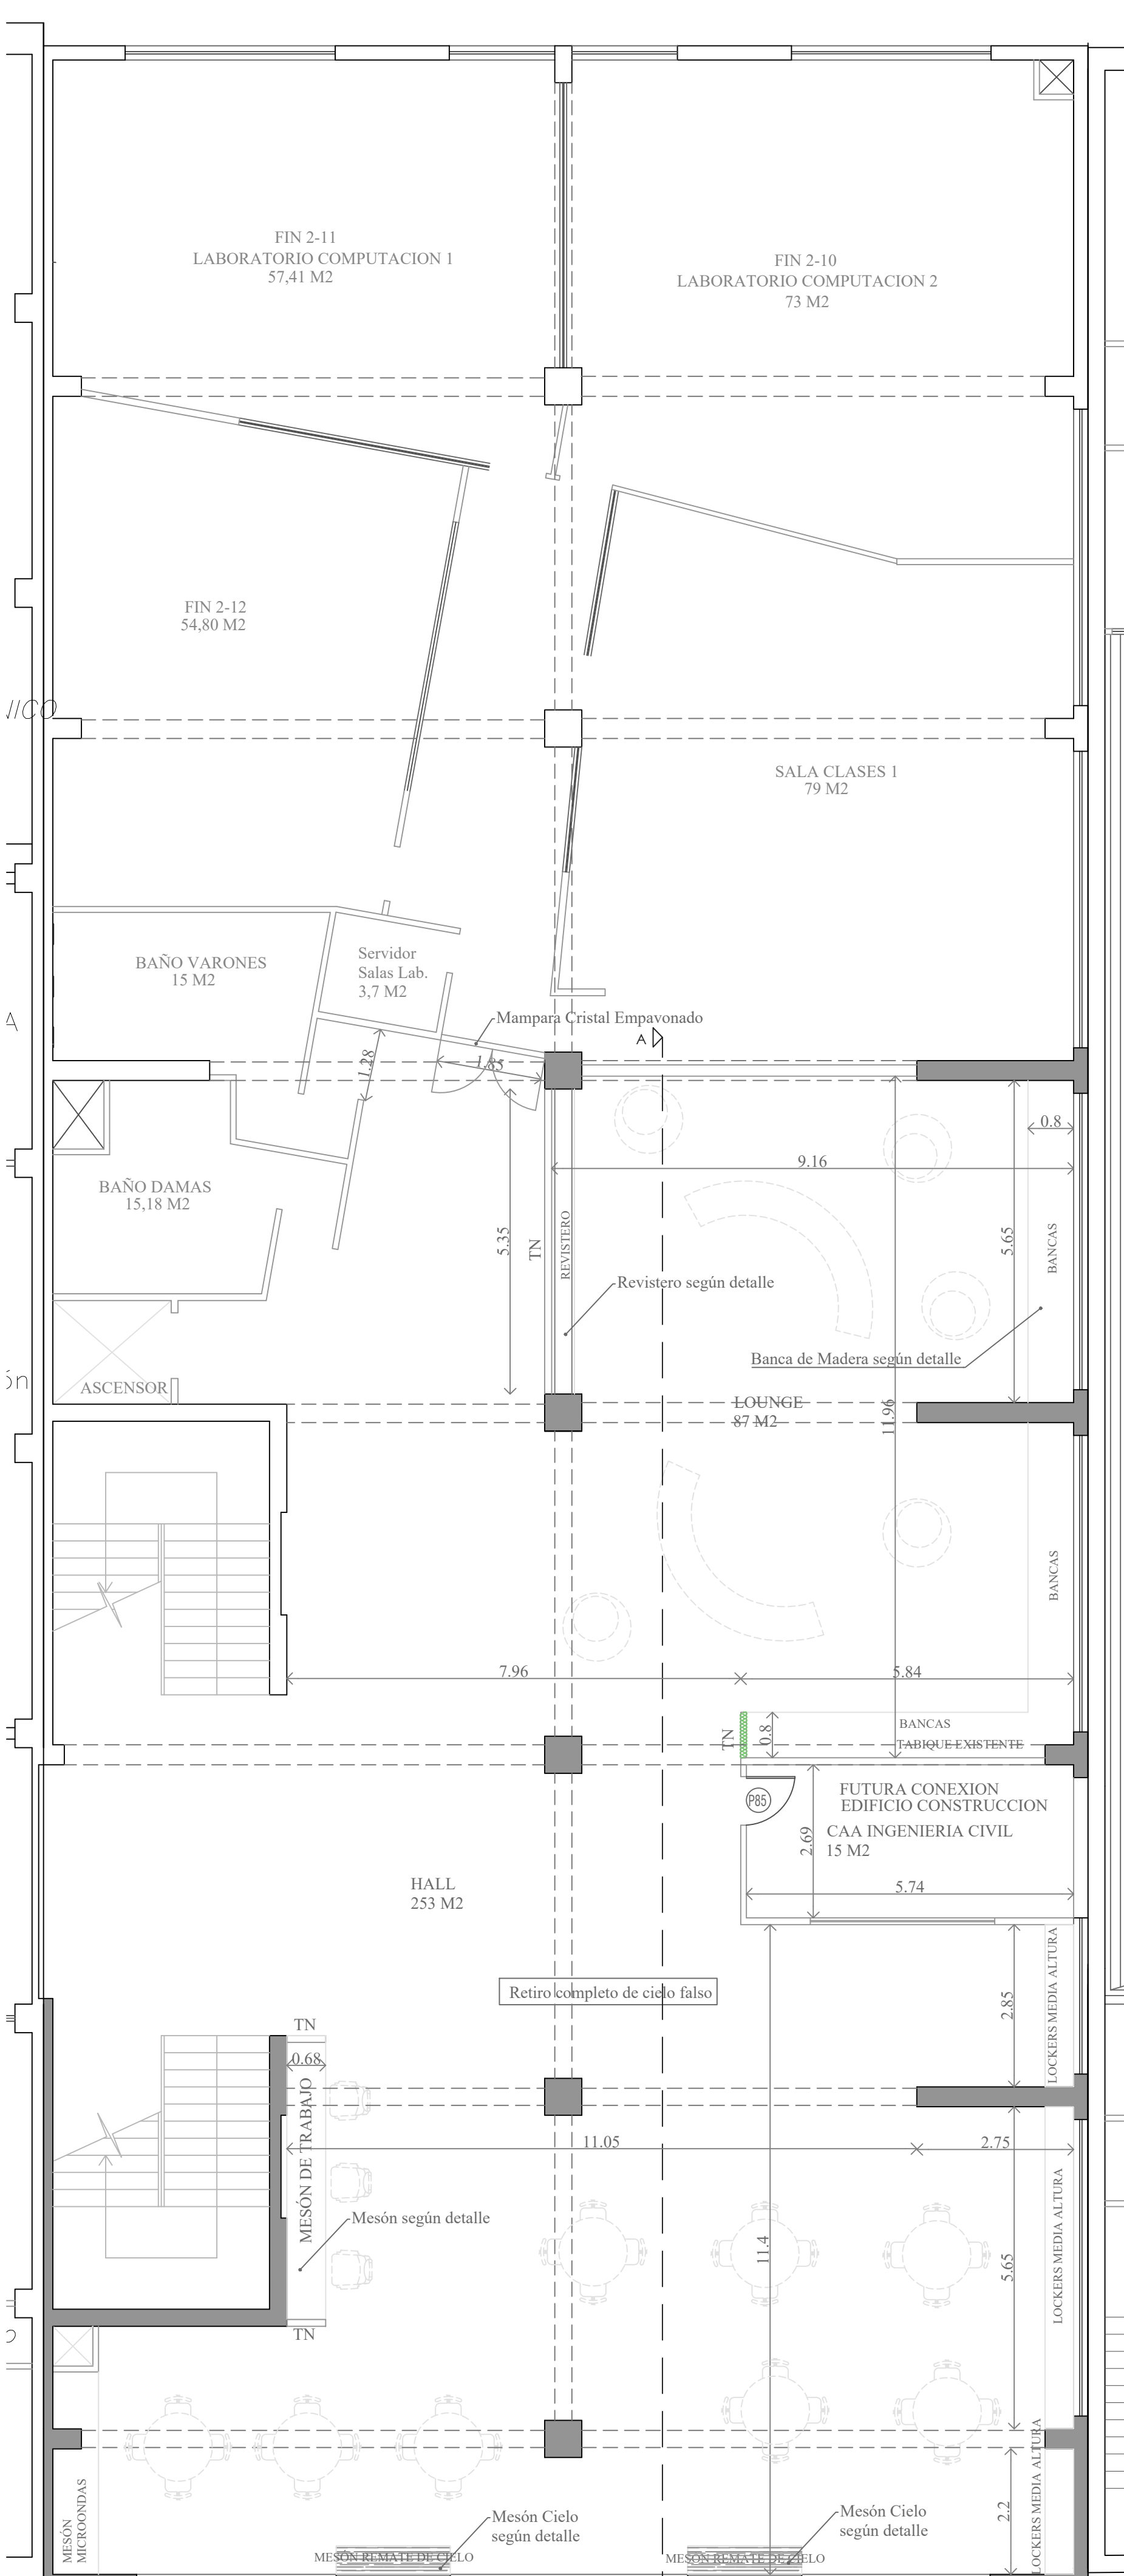 FIN 2-11
LABORATORIO COMPUTACION 1
57,41 M2
FIN 2-10
LABORATORIO COMPUTACION 2
73 M2
FIN 2-12
54,80 M2
SALA CLASES 1
79 M2
BAÑO VARONES
15 M2
Servidor
Salas Lab.
3,7 M2
Mampara Cristal Empavonado
A
1.28
1.85
0.8
9.16
BAÑO DAMAS
15,18 M2
5.35
TN
REVISTERO
5.65
BANCAS
Revistero según detalle
Banca de Madera según detalle
ASCENSOR
LOUNGE
87 M2
11.96
BANCAS
7.96
5.84
TN
0.8
BANCAS
TABIQUE EXISTENTE
P85
FUTURA CONEXION
EDIFICIO CONSTRUCCION
CAA INGENIERIA CIVIL
15 M2
2.69
5.74
HALL
253 M2
Retiro completo de cielo falso
2.85
LOCKERS MEDIA ALTURA
TN
0.68
MESÓN DE TRABAJO
11.05
2.75
Mesón según detalle
11.4
5.65
LOCKERS MEDIA ALTURA
TN
MESÓN
MICROONDAS
Mesón Cielo
según detalle
Mesón Cielo
según detalle
2.2
LOCKERS MEDIA ALTURA
MESÓN REMATE DE CIELO
MESÓN REMATE DE CIELO
A